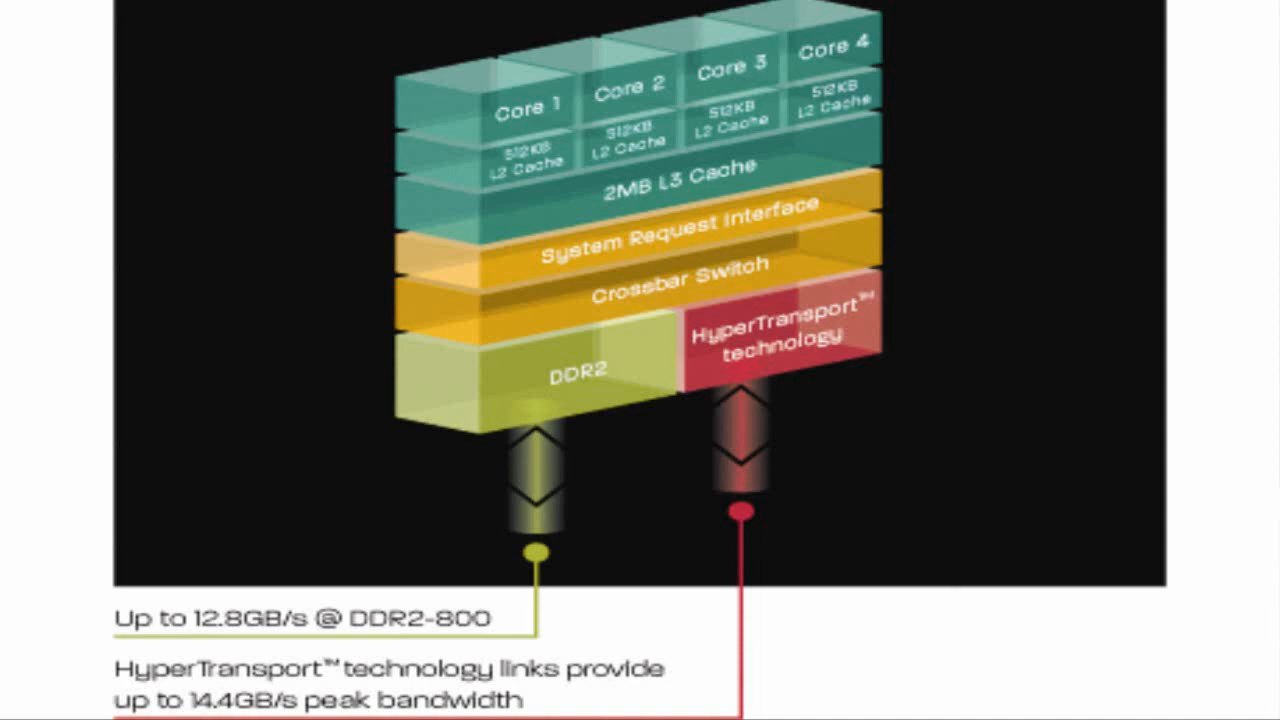 Core 1
Core 2
Core 3
Core 4
512KB
L2 Cache
512KB
L2 Cache
512KB
L2 Cache
512KB
L2 Cache
2MB L3 Cache
System Request Interface
Crossbar Switch
DDR2
HyperTransport™
technology
Up to 12.8GB/s @ DDR2-800
HyperTransport™ technology links provide
up to 14.4GB/s peak bandwidth